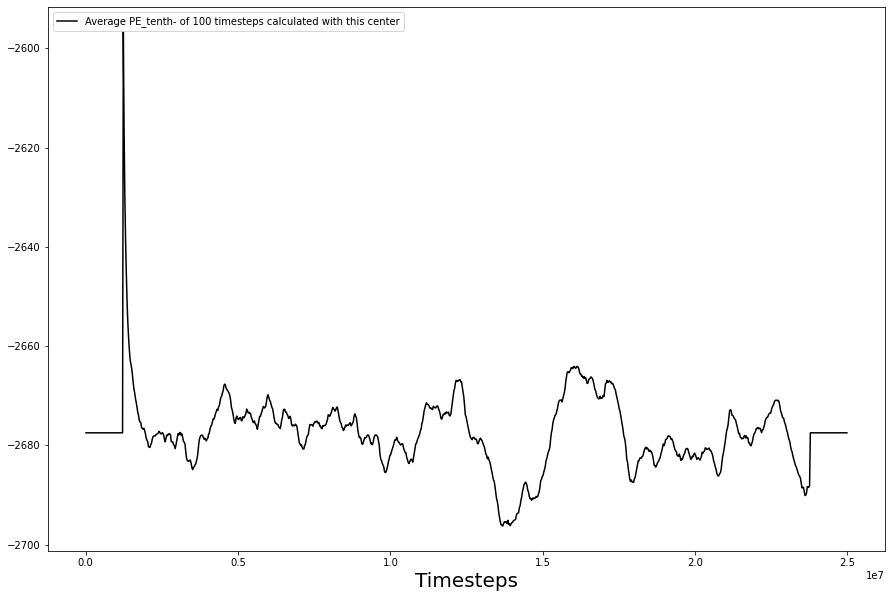 Average PE_tenth- of 100 timesteps calculated with this center
−2600
−2620
−2640
−2660
−2680
−2700
0.0 0.5 1.0 1.5 2.0 2.5
1e7
Timesteps